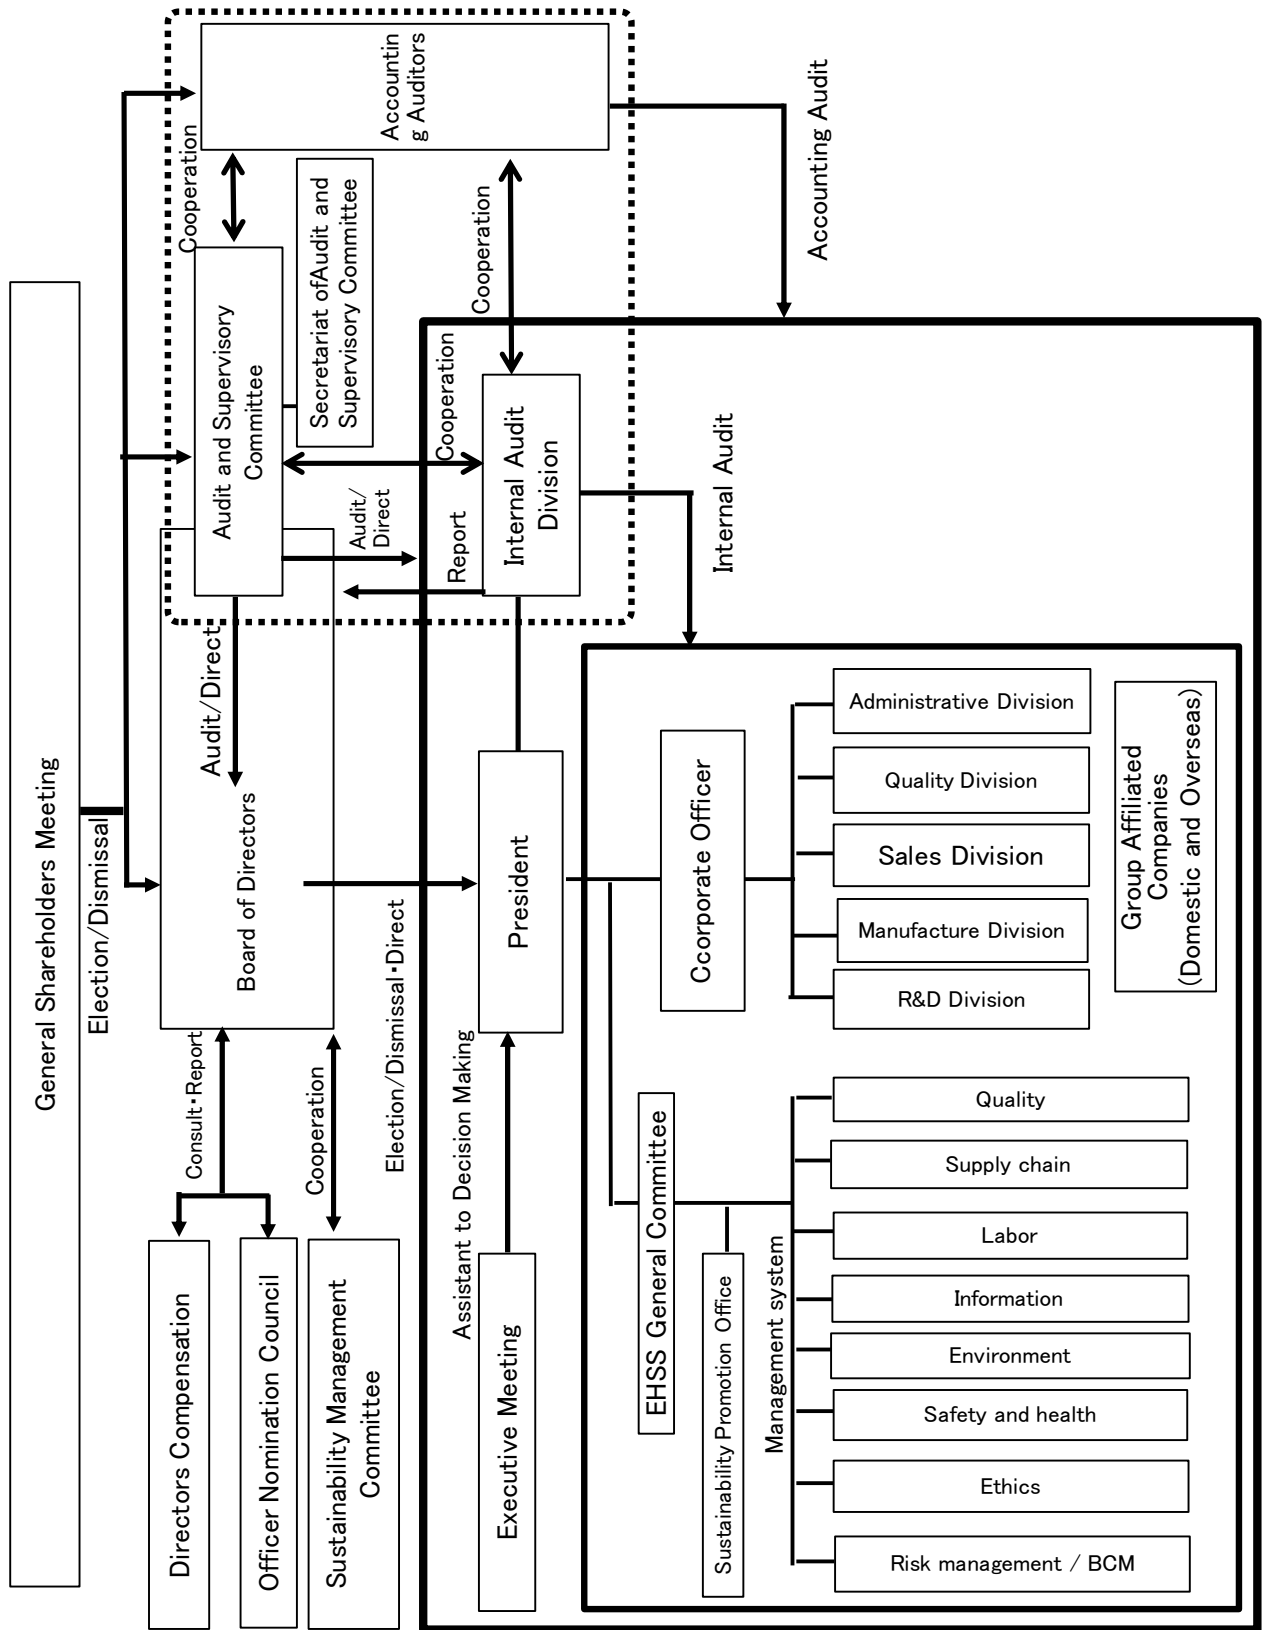 General Shareholders Meeting
Election/Dismissal
Accountin
g Auditors
Cooperation
Secretariat ofAudit and
Supervisory Committee
Audit and Supervisory
Committee
Audit/Direct
Board of Directors
Consult・Report
Cooperation
Directors Compensation
Officer Nomination Council
Sustainability Management
Committee
Cooperation
Cooperation
Audit/
Direct
Report
Internal Audit
Division
Accounting Audit
Internal Audit
Election/Dismissal・Direct
President
Assistant to Decision Making
Executive Meeting
Ccorporate Officer
Administrative Division
Quality Division
Sales Division
Manufacture Division
R&D Division
Group Affiliated
Companies
(Domestic and Overseas)
EHSS General Committee
Sustainability Promotion Office
Management system
Quality
Supply chain
Labor
Information
Environment
Safety and health
Ethics
Risk management / BCM